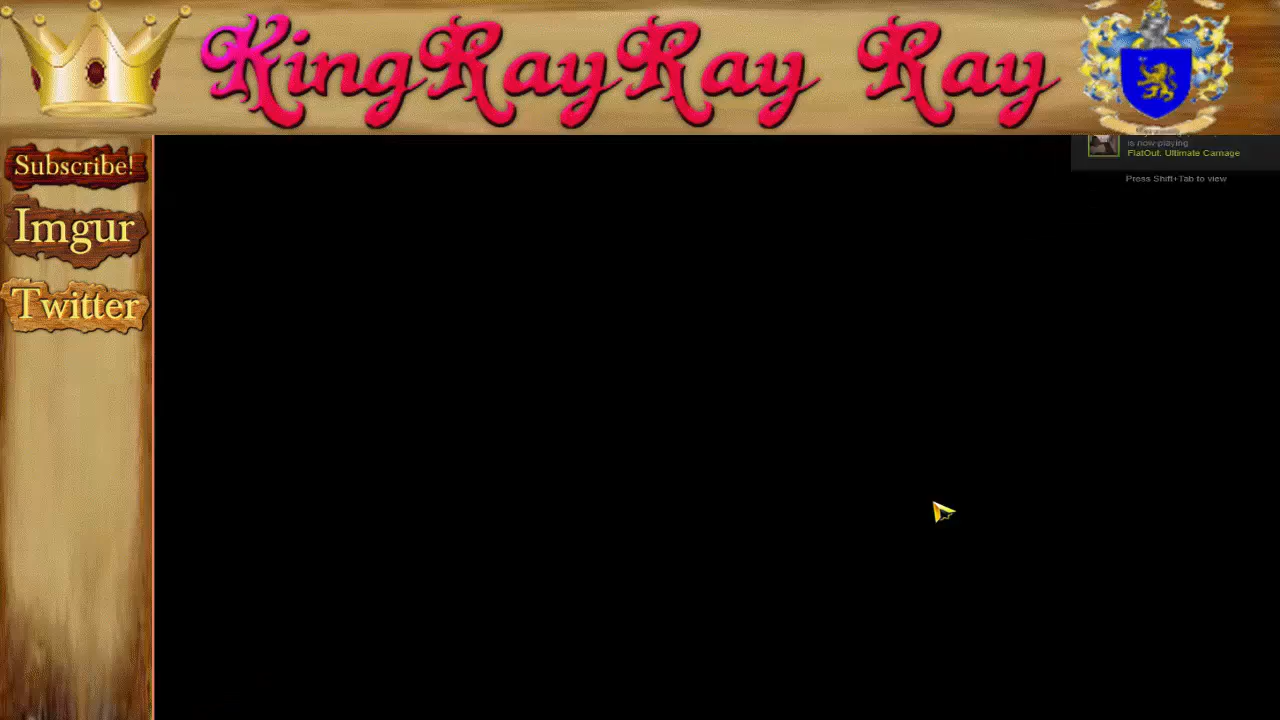 KingRayRay Ray
Subscribe!
Imgur
Twitter
is now playing
FlatOut: Ultimate Carnage
Press Shift+Tab to view